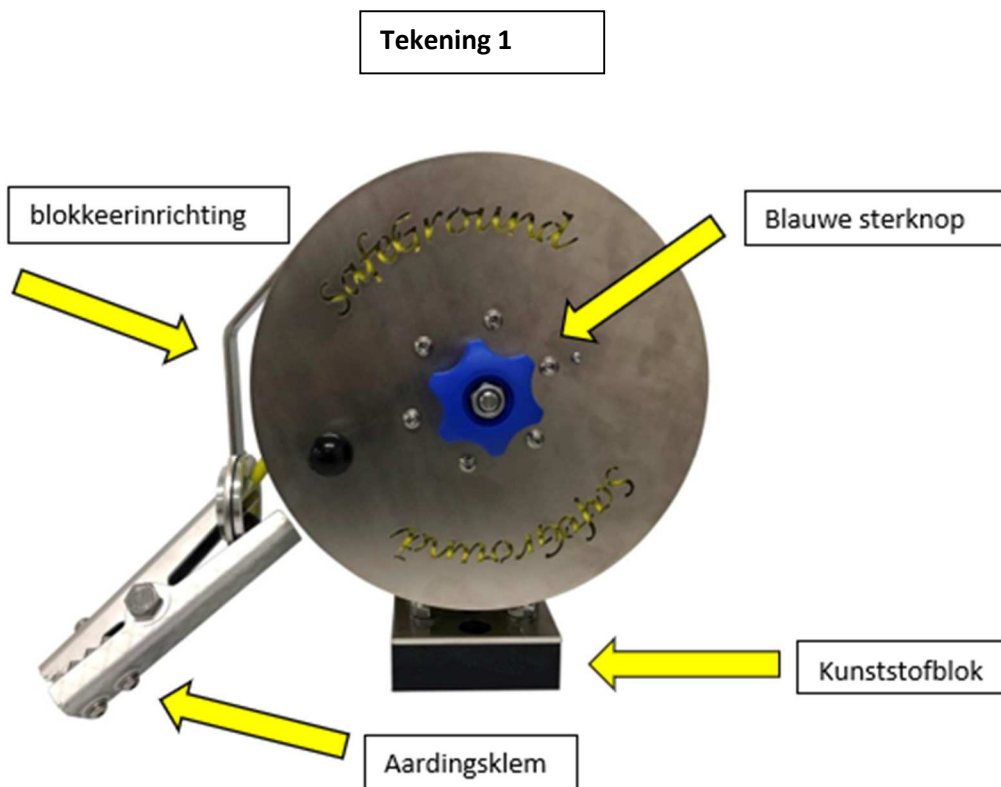 Tekening 1
blokkeerinrichting
Blauwe sterknop
SafeGround
SafeGround
Kunststofblok
Aardingsklem